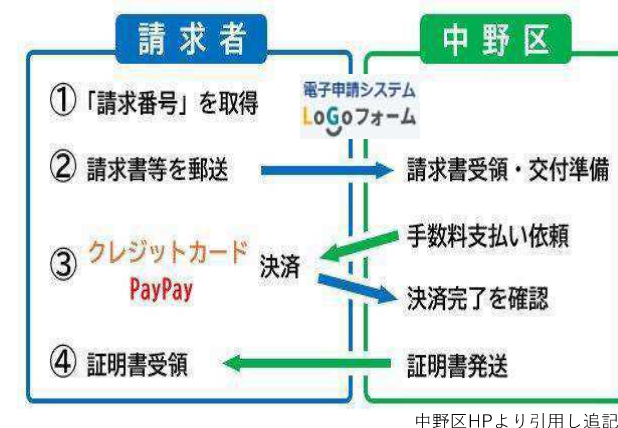 請求者
中野区
①「請求番号」を取得
電子申請システム
LoGoフォーム
②請求書等を郵送
請求書受領・交付準備
手数料支払い依頼
③クレジットカード
PayPay
決済
決済完了を確認
④証明書受領
証明書発送
中野区HPより引用し追記